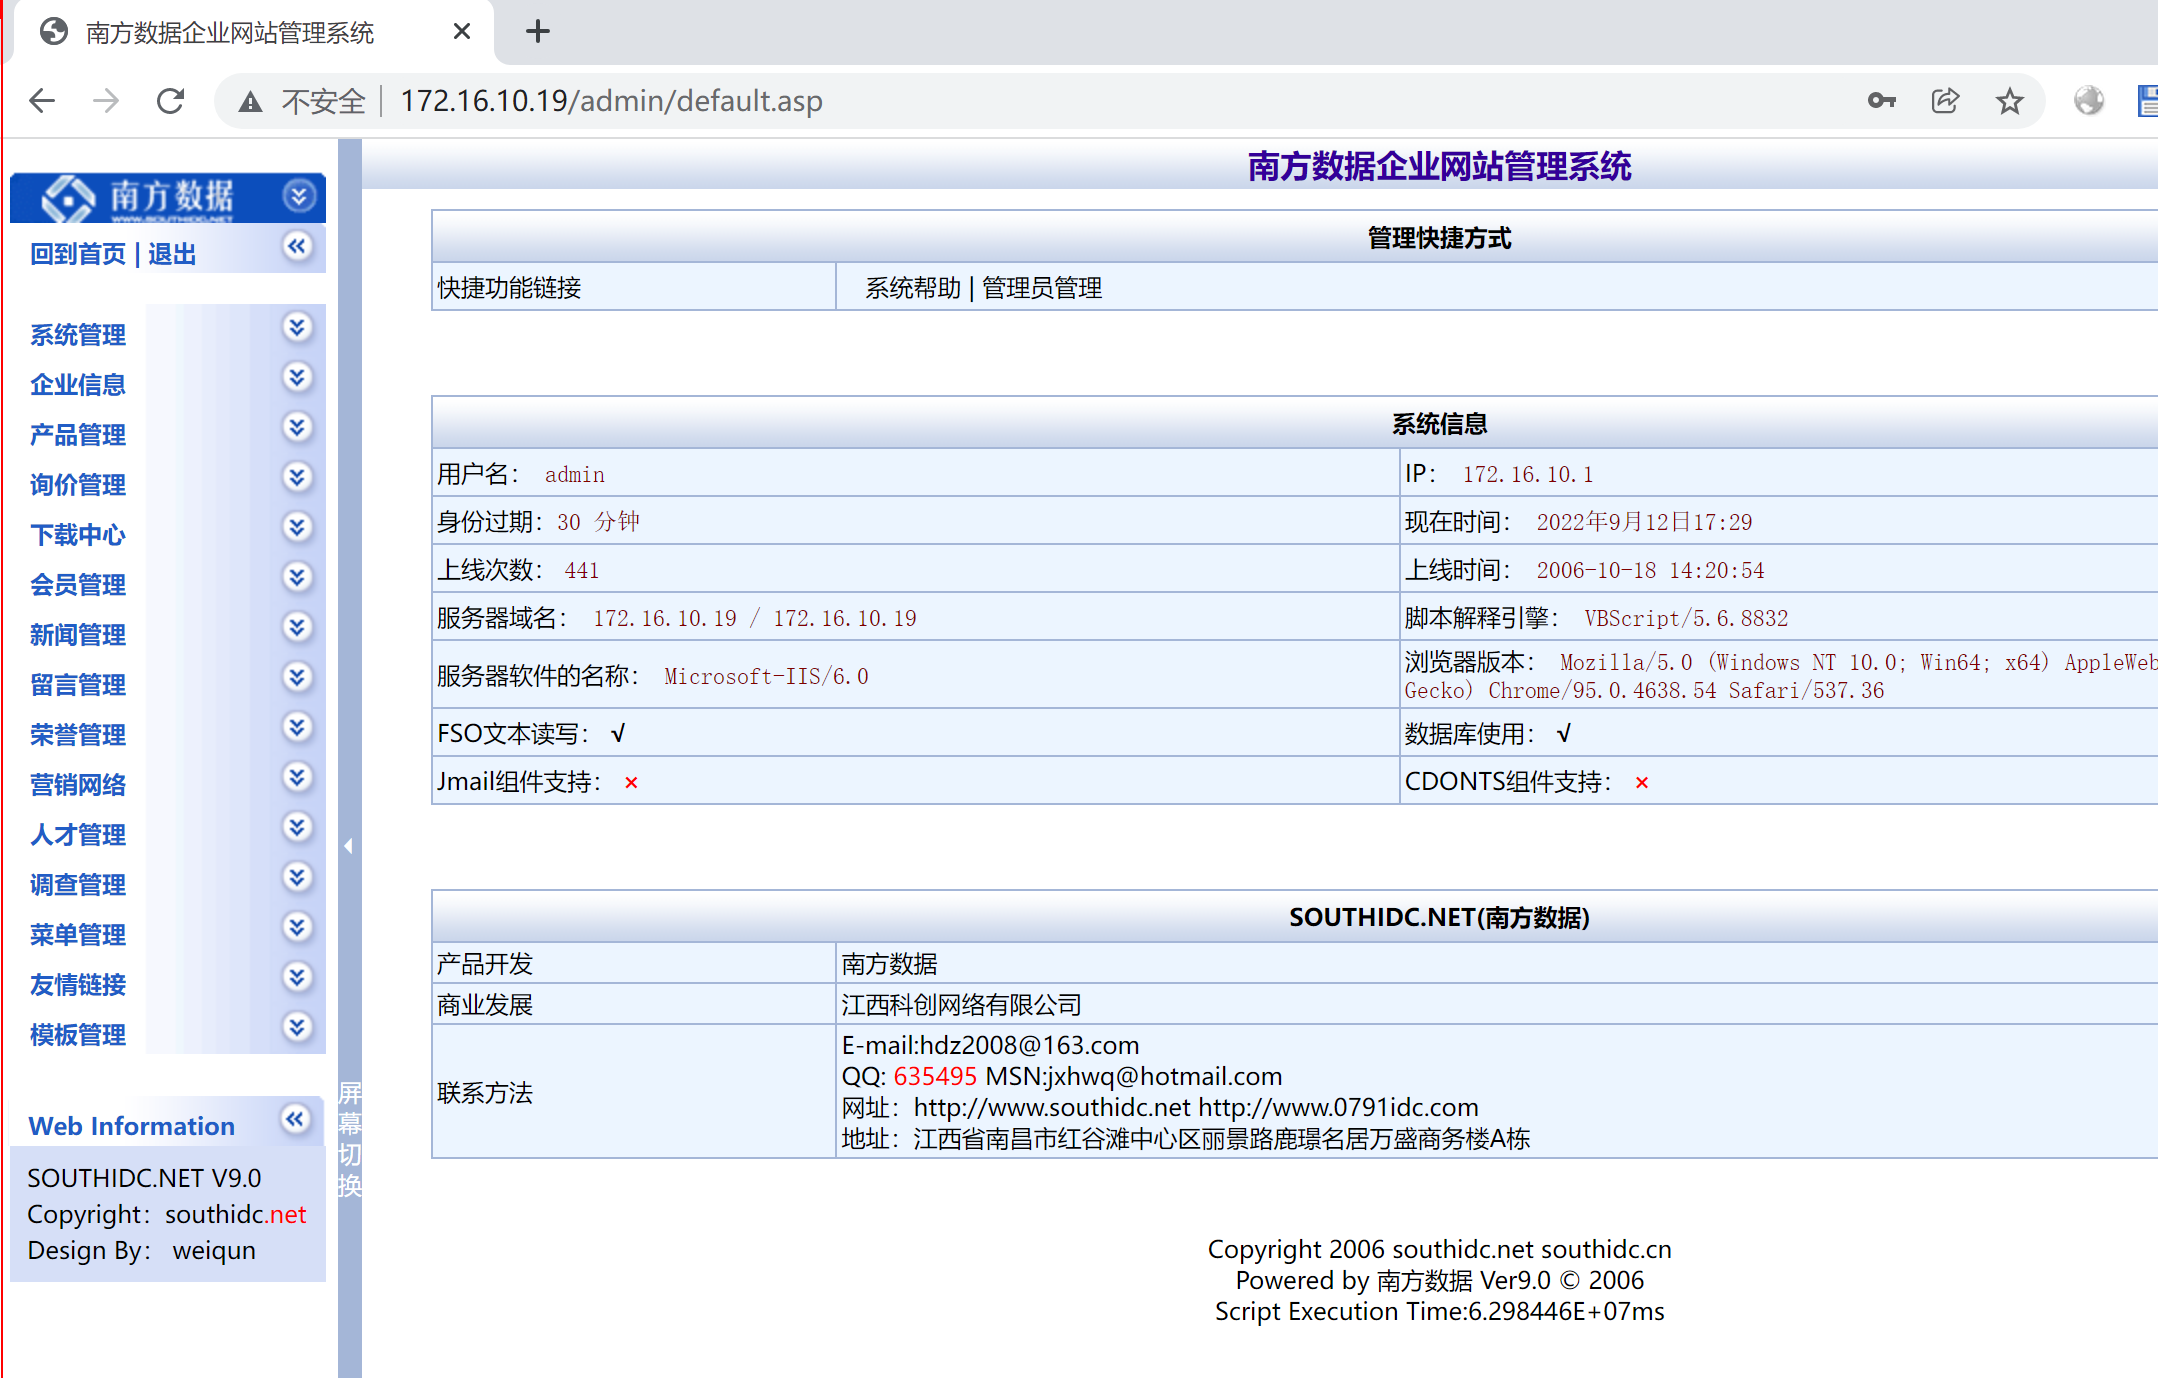 南方数据企业网站管理系统
不安全 172.16.10.19/admin/default.asp
南方数据
WWW.SOUTHIDC.NET
回到首页 | 退出
系统管理
企业信息
产品管理
询价管理
下载中心
会员管理
新闻管理
留言管理
荣誉管理
营销网络
人才管理
调查管理
菜单管理
友情链接
模板管理
Web Information
SOUTHIDC.NET V9.0
Copyright：southidc.net
Design By： weiqun
屏幕切换
南方数据企业网站管理系统
管理快捷方式
快捷功能链接 系统帮助 | 管理员管理
系统信息
用户名： admin IP： 172.16.10.1
身份过期：30 分钟 现在时间： 2022年9月12日17:29
上线次数： 441 上线时间： 2006-10-18 14:20:54
服务器域名： 172.16.10.19 / 172.16.10.19 脚本解释引擎： VBScript/5.6.8832
服务器软件的名称： Microsoft-IIS/6.0 浏览器版本： Mozilla/5.0 (Windows NT 10.0; Win64; x64) AppleWeb
Gecko) Chrome/95.0.4638.54 Safari/537.36
FSO文本读写： √ 数据库使用： √
Jmail组件支持： × CDONTS组件支持： ×
SOUTHIDC.NET(南方数据)
产品开发 南方数据
商业发展 江西科创网络有限公司
联系方法
E-mail:hdz2008@163.com
QQ: 635495 MSN:jxhwq@hotmail.com
网址：http://www.southidc.net http://www.0791idc.com
地址：江西省南昌市红谷滩中心区丽景路鹿璟名居万盛商务楼A栋
Copyright 2006 southidc.net southidc.cn
Powered by 南方数据 Ver9.0 © 2006
Script Execution Time:6.298446E+07ms